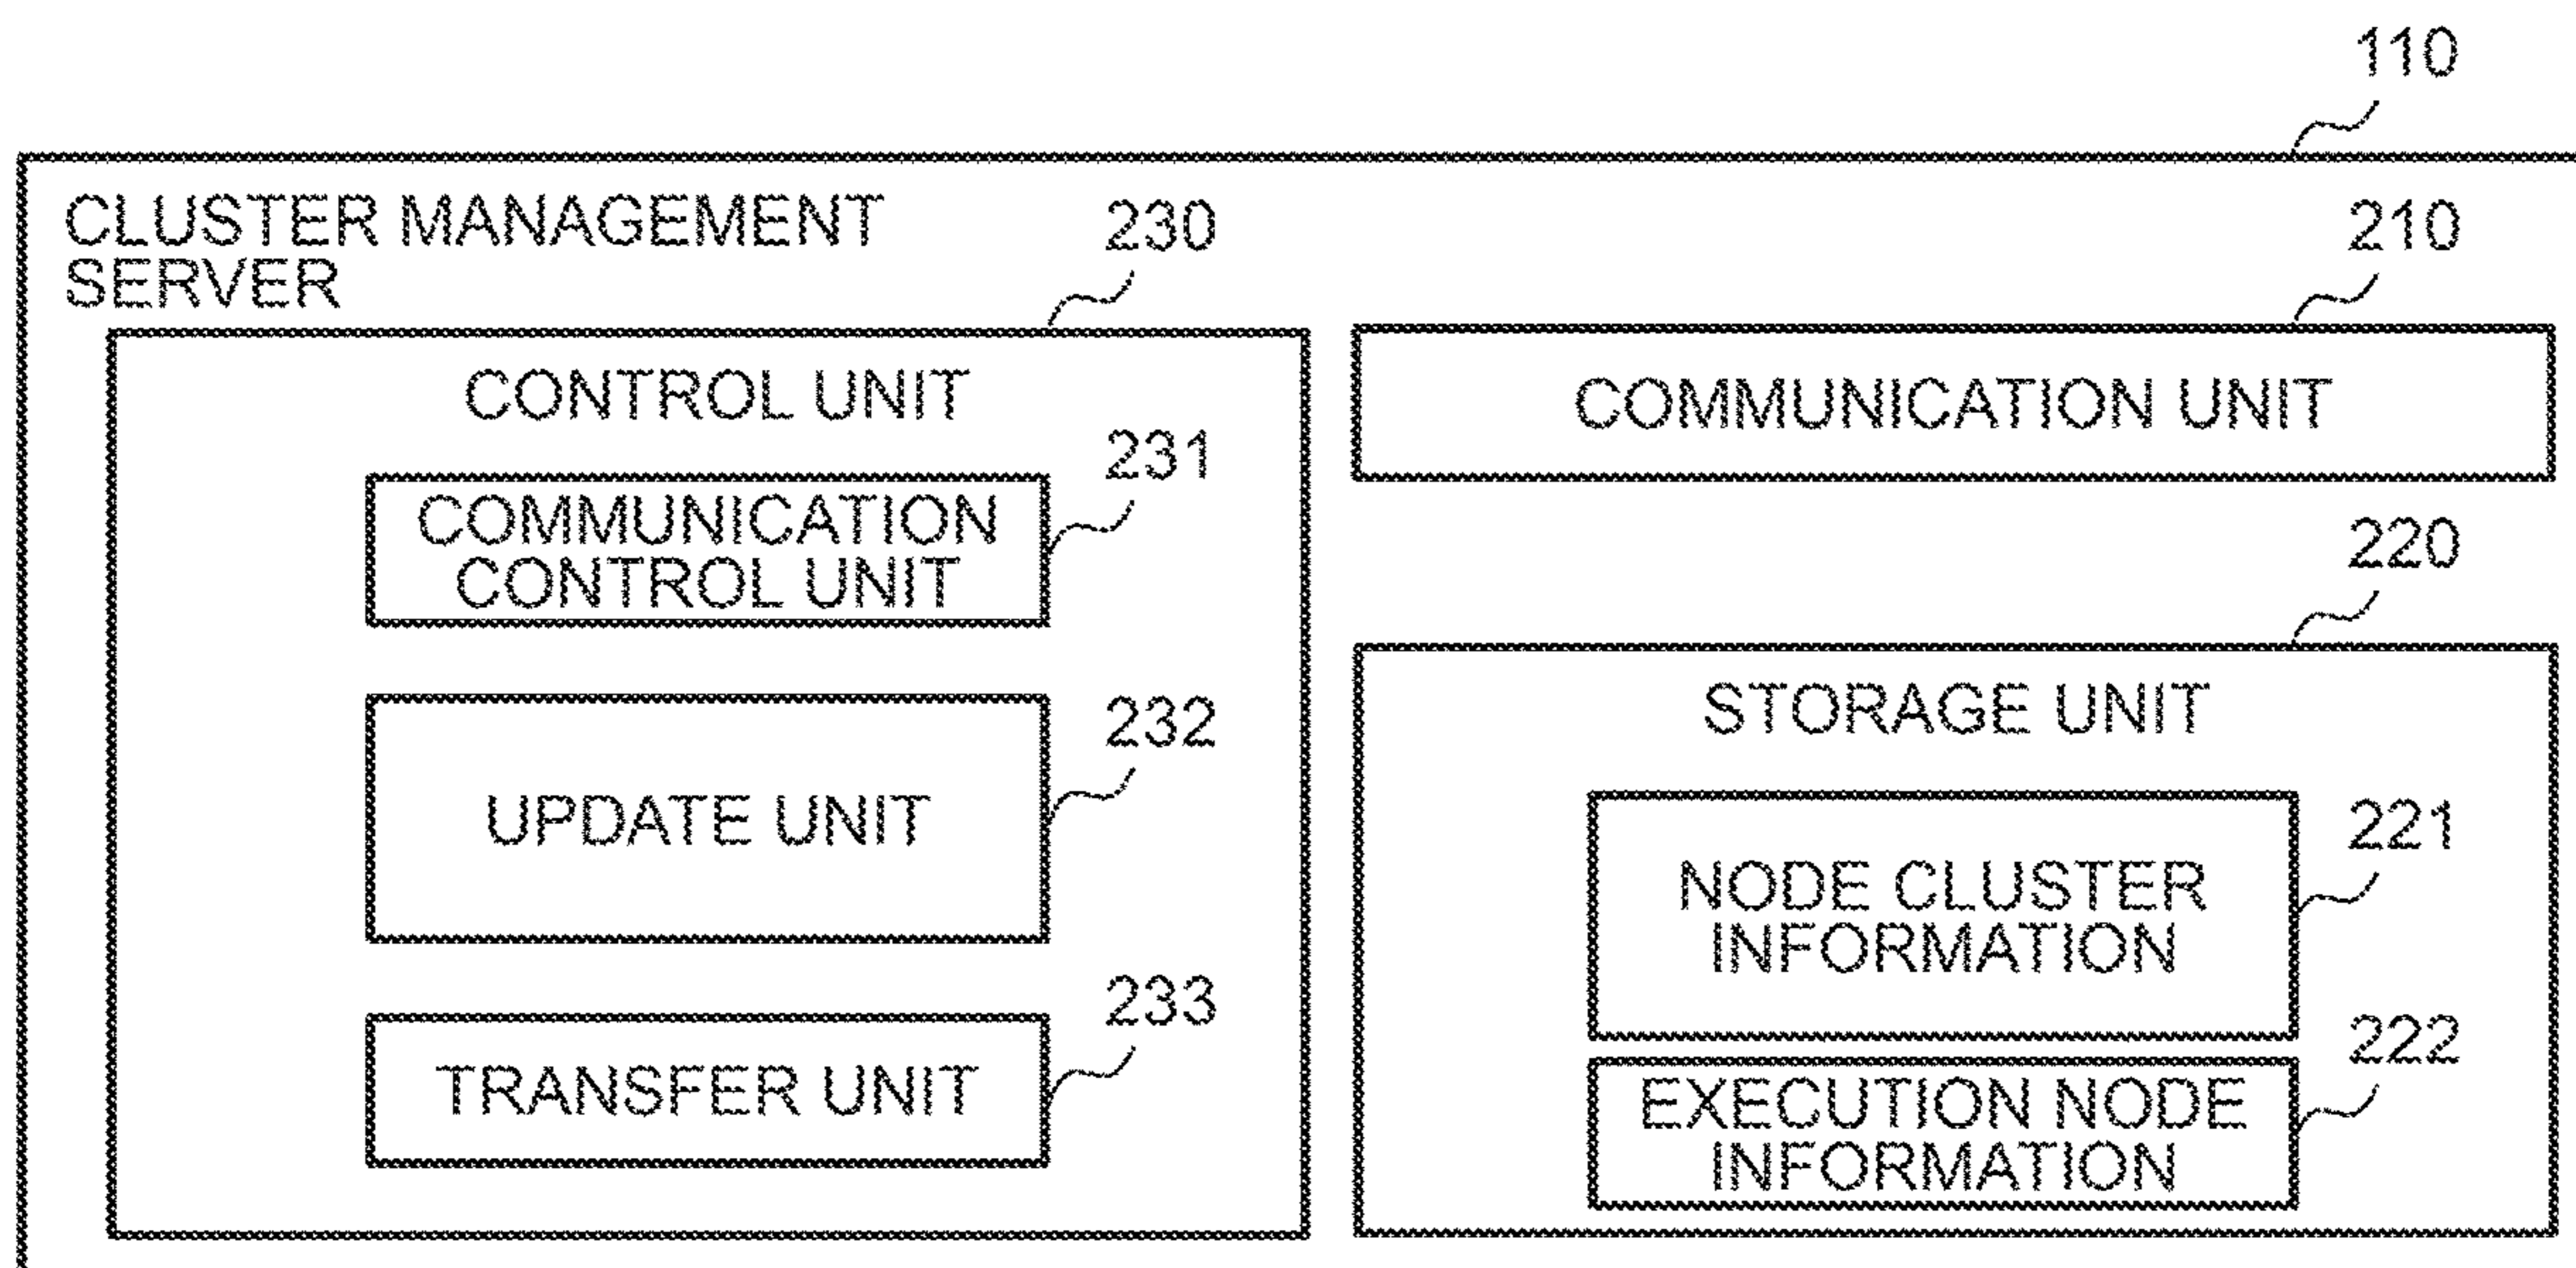 110
CLUSTER MANAGEMENT
SERVER
230
CONTROL UNIT
231
COMMUNICATION
CONTROL UNIT
232
UPDATE UNIT
233
TRANSFER UNIT
210
COMMUNICATION UNIT
220
STORAGE UNIT
221
NODE CLUSTER
INFORMATION
222
EXECUTION NODE
INFORMATION